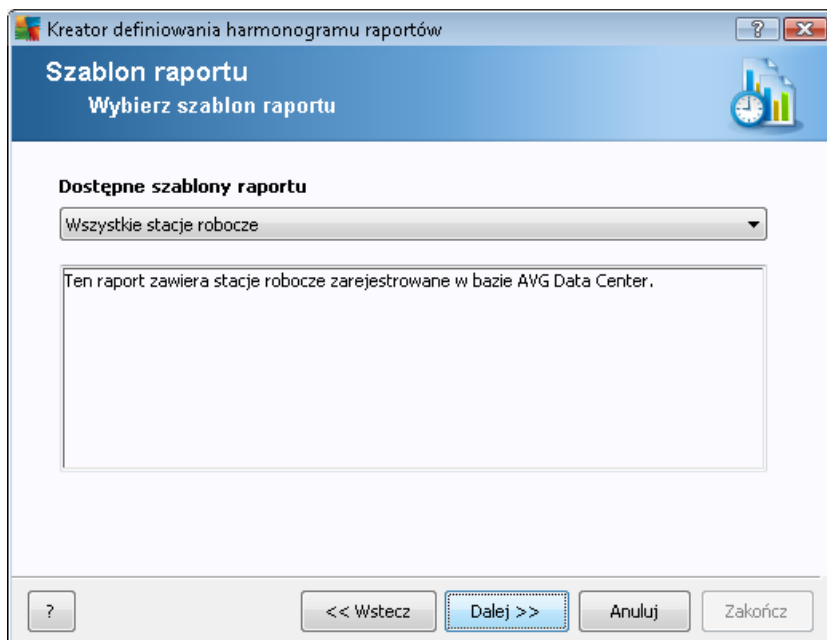 Kreator definiowania harmonogramu raportów
?
Szablon raportu
Wybierz szablon raportu
Dostępne szablony raportu
Wszystkie stacje robocze
Ten raport zawiera stacje robocze zarejestrowane w bazie AVG Data Center.
?
<< Wstecz
Dalej >>
Anuluj
Zakończ